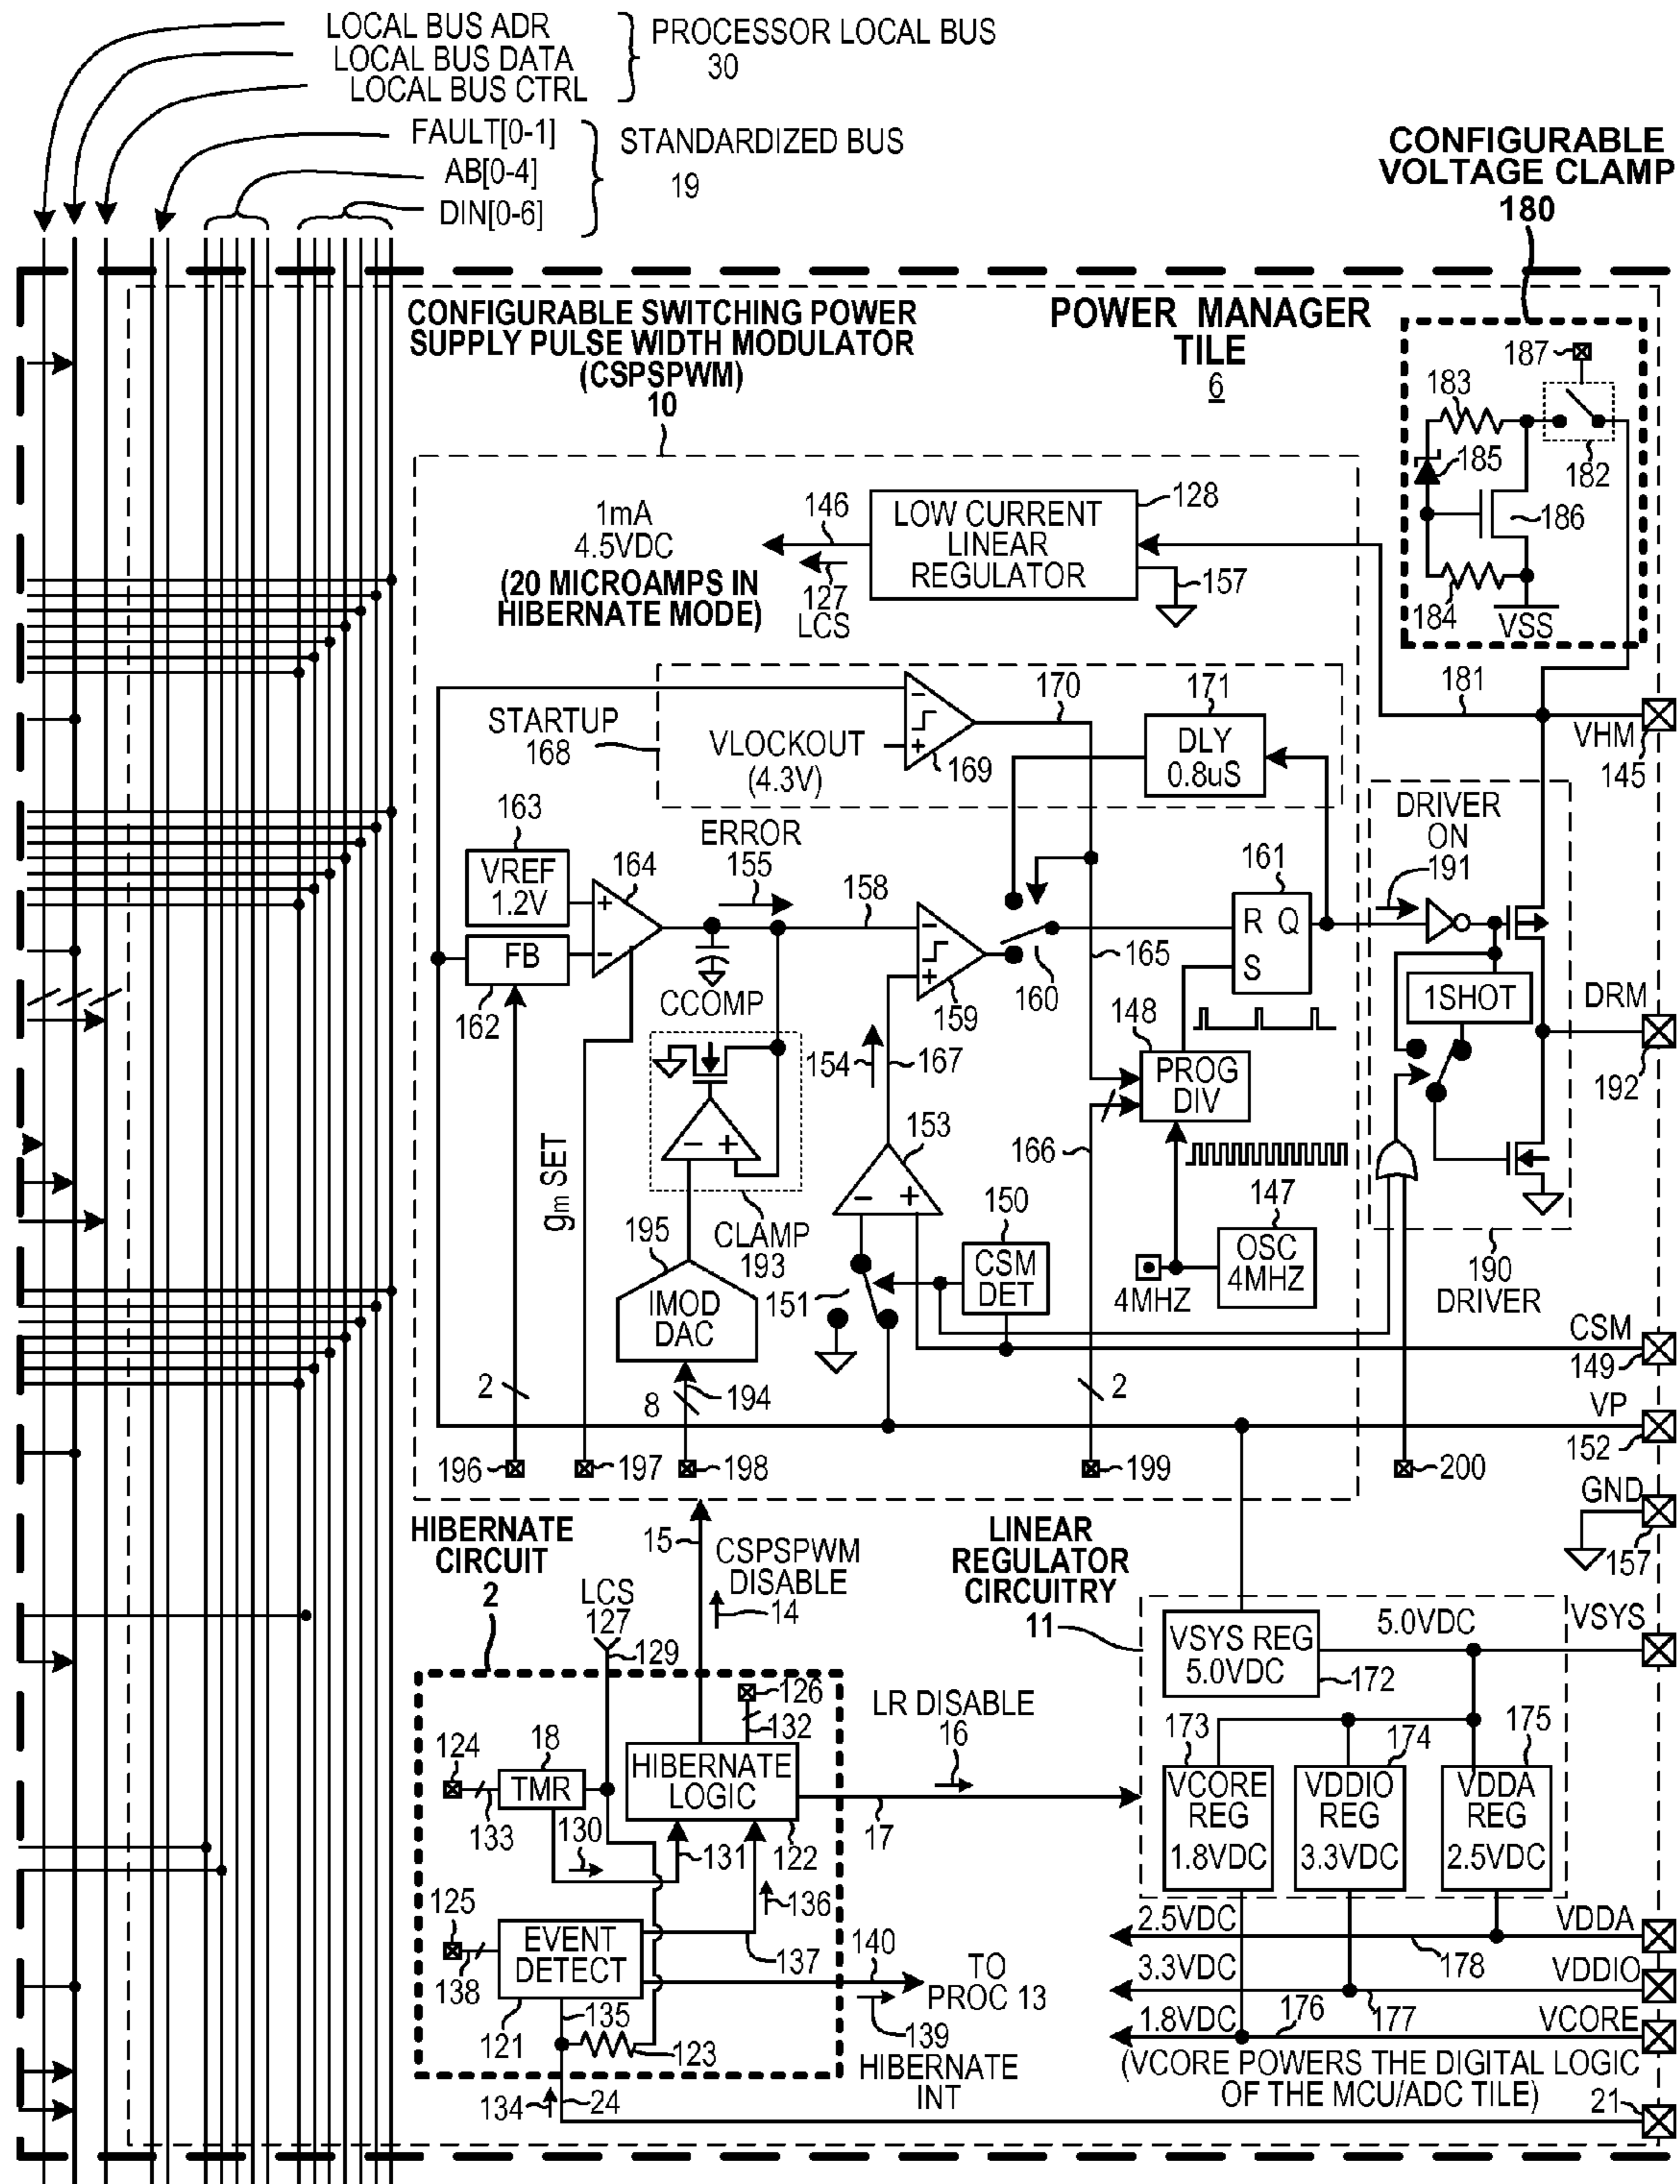 LOCAL BUS ADR
LOCAL BUS DATA
LOCAL BUS CTRL
PROCESSOR LOCAL BUS
30
FAULT[0-1]
AB[0-4]
DIN[0-6]
STANDARDIZED BUS
19
CONFIGURABLE
VOLTAGE CLAMP
180
CONFIGURABLE SWITCHING POWER
SUPPLY PULSE WIDTH MODULATOR
(CSPSPWM)
10
POWER MANAGER
TILE
6
187
183
185
182
186
184
VSS
1mA
4.5VDC
(20 MICROAMPS IN
HIBERNATE MODE)
146
127
LCS
LOW CURRENT
LINEAR
REGULATOR
128
157
181
VHM
145
STARTUP
168
VLOCKOUT
(4.3V)
169
170
171
DLY
0.8uS
163
VREF
1.2V
FB
162
164
ERROR
155
CCOMP
158
159
160
165
161
R Q
S
DRIVER
ON
191
1SHOT
DRM
192
154
167
148
PROG
DIV
166
153
gm SET
CLAMP
193
195
IMOD
DAC
151
150
CSM
DET
147
OSC
4MHZ
4MHZ
190
DRIVER
CSM
149
2
8
194
2
VP
152
196
197
198
199
200
GND
157
HIBERNATE
CIRCUIT
2
15
CSPSPWM
DISABLE
14
LCS
127
129
LINEAR
REGULATOR
CIRCUITRY
11
VSYS REG
5.0VDC
172
5.0VDC
VSYS
126
132
LR DISABLE
16
17
124
18
TMR
133
130
HIBERNATE
LOGIC
131
122
136
173
VCORE
REG
1.8VDC
174
VDDIO
REG
3.3VDC
175
VDDA
REG
2.5VDC
125
138
EVENT
DETECT
121
135
123
137
140
TO
PROC 13
139
HIBERNATE
INT
134
24
2.5VDC
178
VDDA
3.3VDC
177
VDDIO
1.8VDC
176
VCORE
(VCORE POWERS THE DIGITAL LOGIC
OF THE MCU/ADC TILE)
21